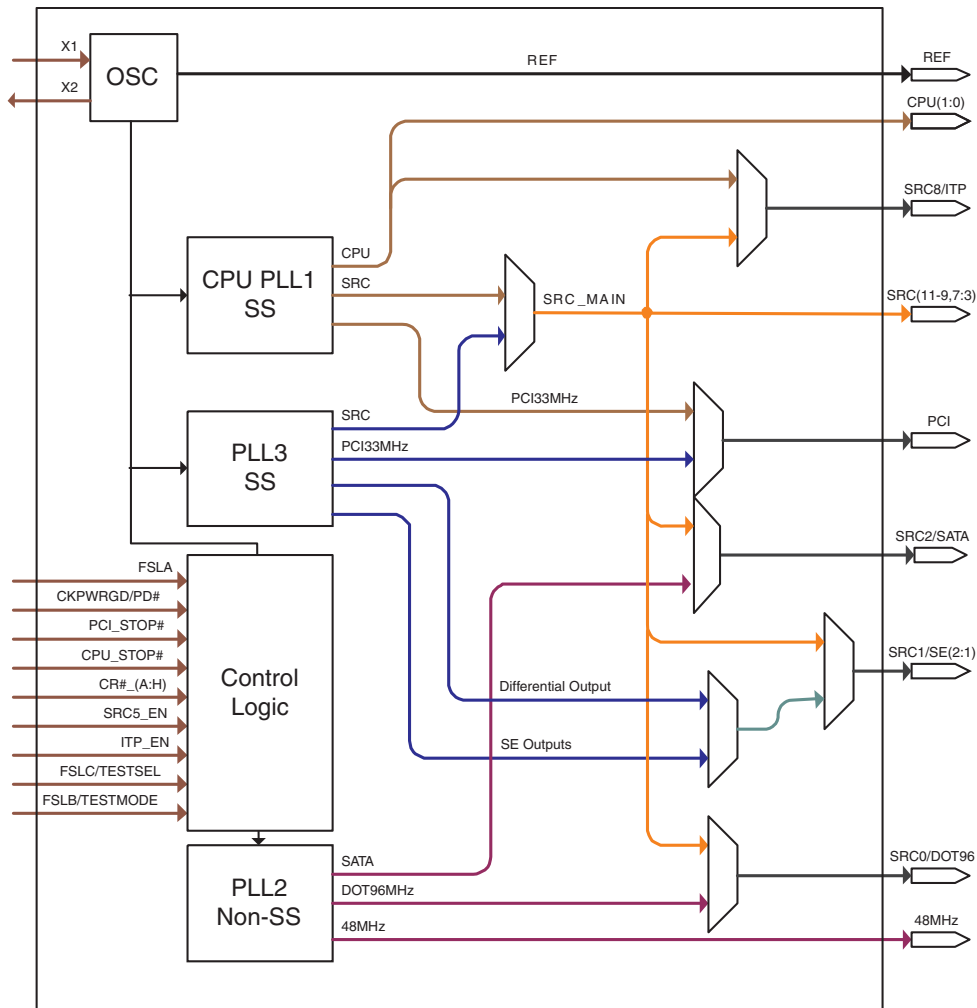 X1
OSC
X2
REF
REF
CPU(1:0)
SRC8/ITP
CPU PLL1
SS
CPU
SRC
SRC_MAIN
SRC(11-9,7:3)
PCI33MHz
PCI
PLL3
SS
SRC
PCI33MHz
SRC2/SATA
FSLA
CKPWRGD/PD#
PCI_STOP#
CPU_STOP#
CR#_(A:H)
SRC5_EN
ITP_EN
FSLC/TESTSEL
FSLB/TESTMODE
Control
Logic
Differential Output
SE Outputs
SRC1/SE(2:1)
PLL2
Non-SS
SATA
DOT96MHz
48MHz
SRC0/DOT96
48MHz